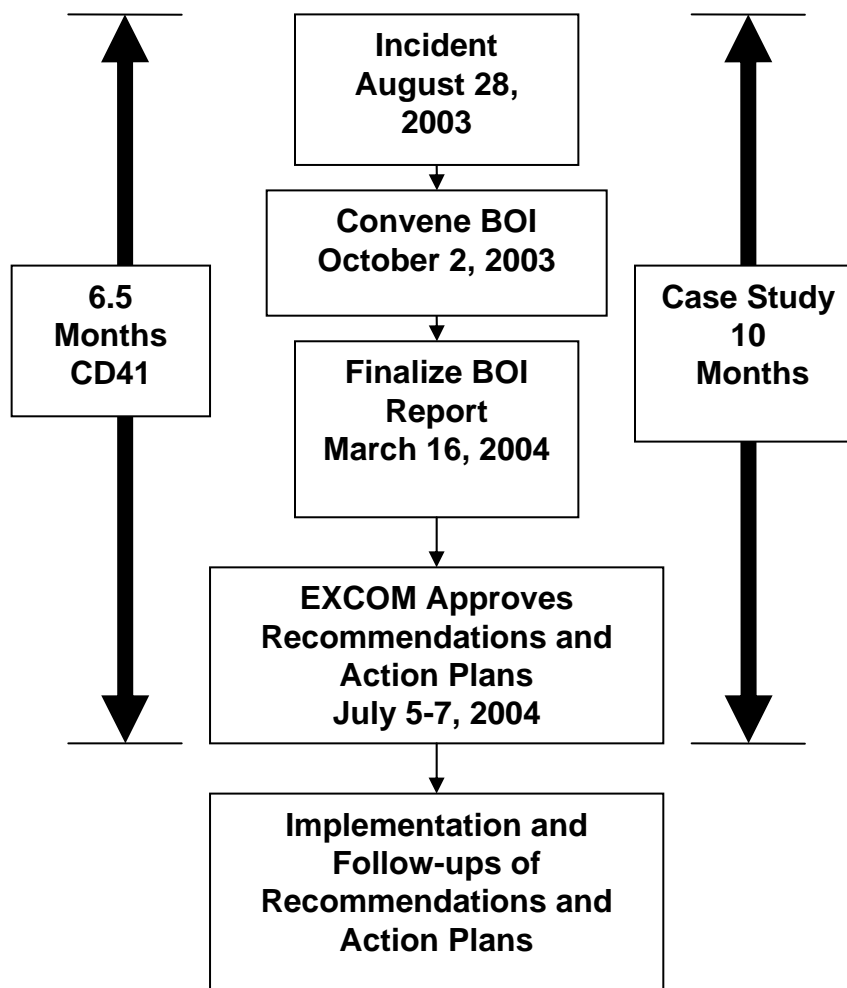 Incident
August 28,
2003
Convene BOI
October 2, 2003
6.5
Months
CD41
Case Study
10
Months
Finalize BOI
Report
March 16, 2004
EXCOM Approves
Recommendations and
Action Plans
July 5-7, 2004
Implementation and
Follow-ups of
Recommendations and
Action Plans